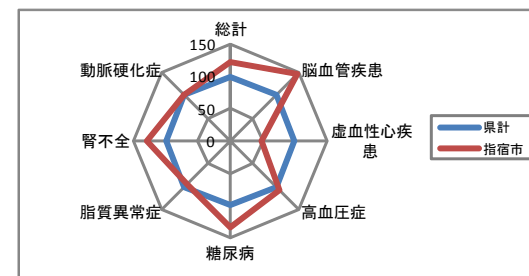 総計
150
100
50
0
脳血管疾患
虚血性心疾
患
高血圧症
糖尿病
脂質異常症
腎不全
動脈硬化症
県計
指宿市